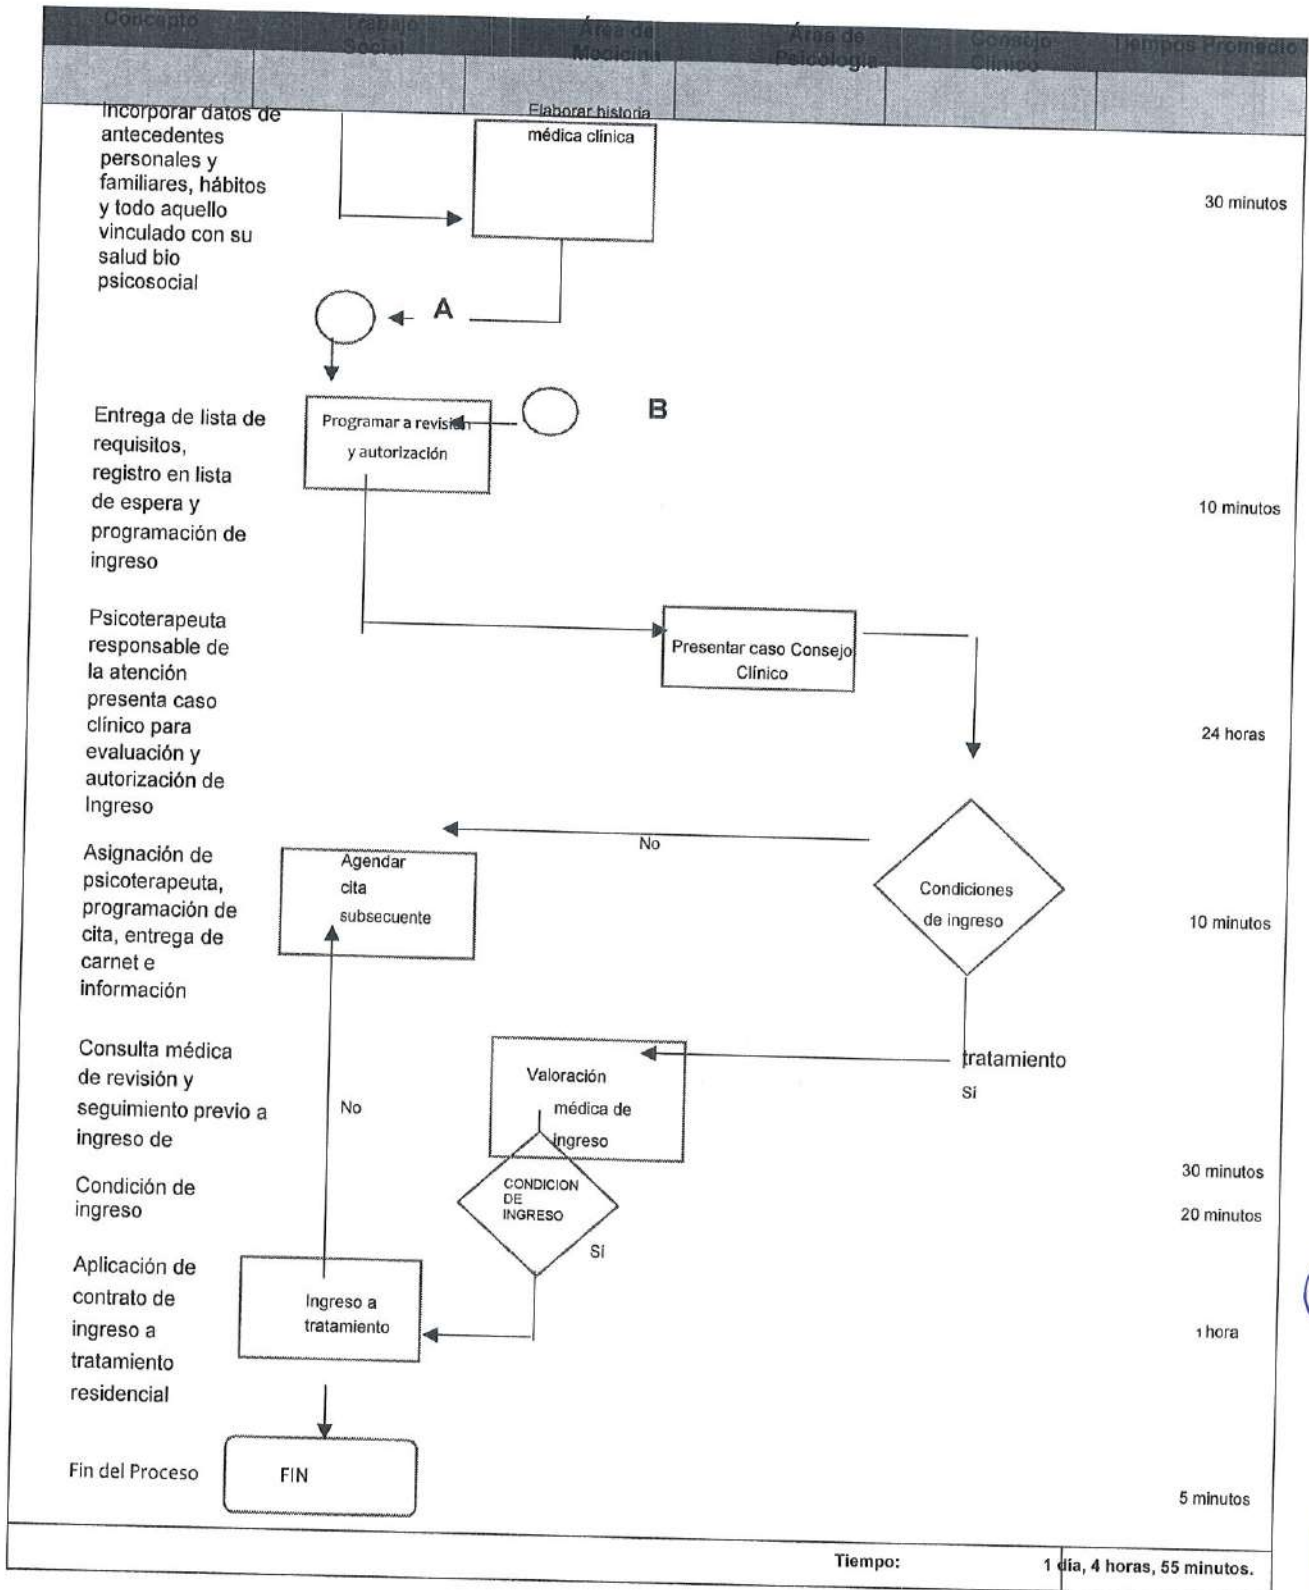 Concepto
Trabajo
Social
Área de
Medicina
Área de
Psicología
Consejo
Clínico
Tiempos Promedio
Incorporar datos de
antecedentes
personales y
familiares, hábitos
y todo aquello
vinculado con su
salud bio
psicosocial
Elaborar historia
médica clínica
30 minutos
A
Entrega de lista de
requisitos,
registro en lista
de espera y
programación de
ingreso
Programar a revisión
y autorización
B
10 minutos
Psicoterapeuta
responsable de
la atención
presenta caso
clínico para
evaluación y
autorización de
Ingreso
Presentar caso Consejo
Clínico
24 horas
No
Asignación de
psicoterapeuta,
programación de
cita, entrega de
carnet e
información
Agendar
cita
subsecuente
Condiciones
de ingreso
10 minutos
Consulta médica
de revisión y
seguimiento previo a
ingreso de
No
Valoración
médica de
ingreso
tratamiento
Sí
30 minutos
Condición de
ingreso
CONDICION
DE
INGRESO
Sí
20 minutos
Aplicación de
contrato de
ingreso a
tratamiento
residencial
Ingreso a
tratamiento
1 hora
Fin del Proceso
FIN
5 minutos
Tiempo:
1 día, 4 horas, 55 minutos.